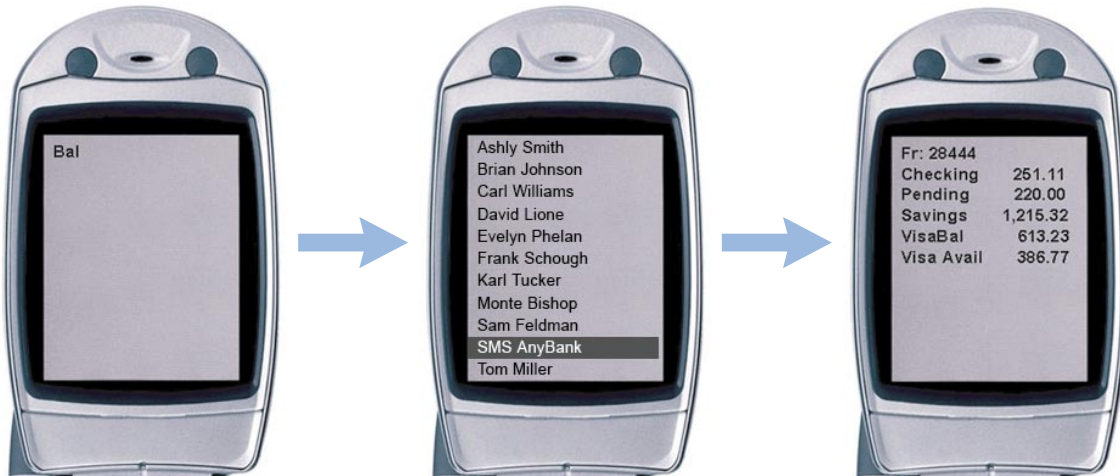 Bal
Ashly Smith
Brian Johnson
Carl Williams
David Lione
Evelyn Phelan
Frank Schough
Karl Tucker
Monte Bishop
Sam Feldman
SMS AnyBank
Tom Miller
Fr: 28444
Checking 251.11
Pending 220.00
Savings 1,215.32
VisaBal 613.23
Visa Avail 386.77